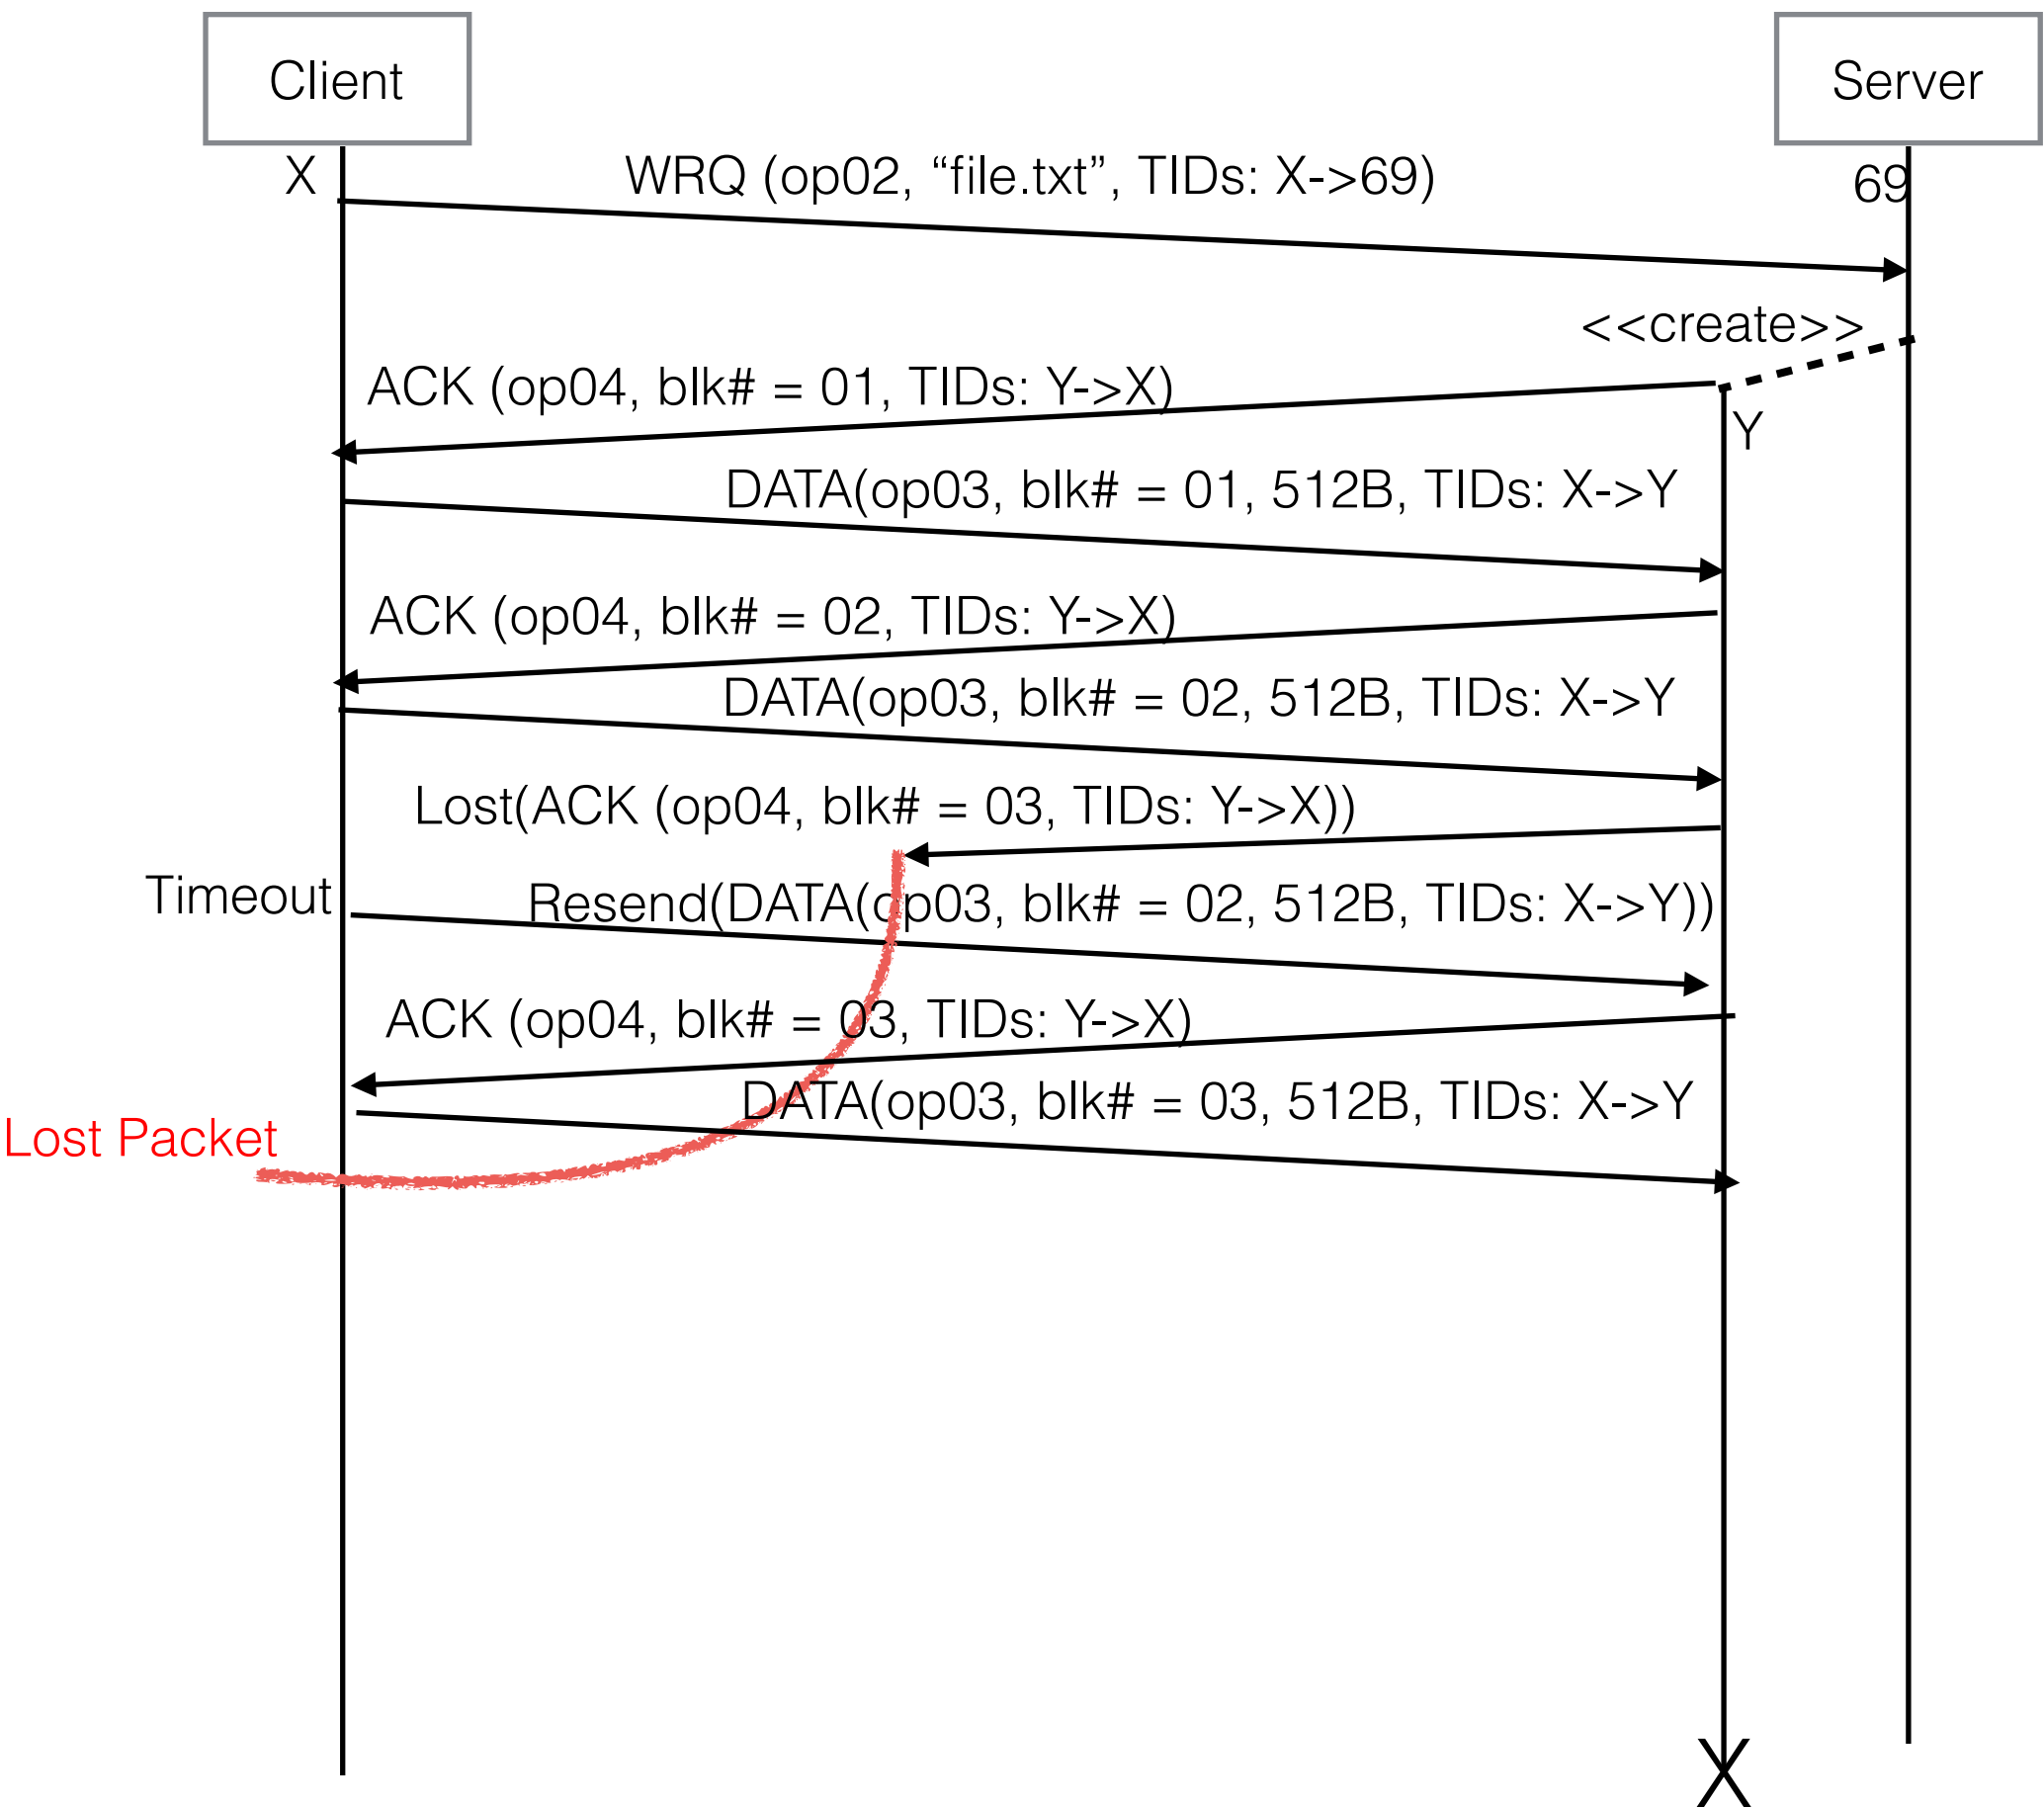 Client
Server
X
WRQ (op02, “file.txt”, TIDs: X->69)
69
<<create>>
ACK (op04, blk# = 01, TIDs: Y->X)
Y
DATA(op03, blk# = 01, 512B, TIDs: X->Y
ACK (op04, blk# = 02, TIDs: Y->X)
DATA(op03, blk# = 02, 512B, TIDs: X->Y
Lost(ACK (op04, blk# = 03, TIDs: Y->X))
Timeout
Resend(DATA(op03, blk# = 02, 512B, TIDs: X->Y))
ACK (op04, blk# = 03, TIDs: Y->X)
DATA(op03, blk# = 03, 512B, TIDs: X->Y
Lost Packet
X